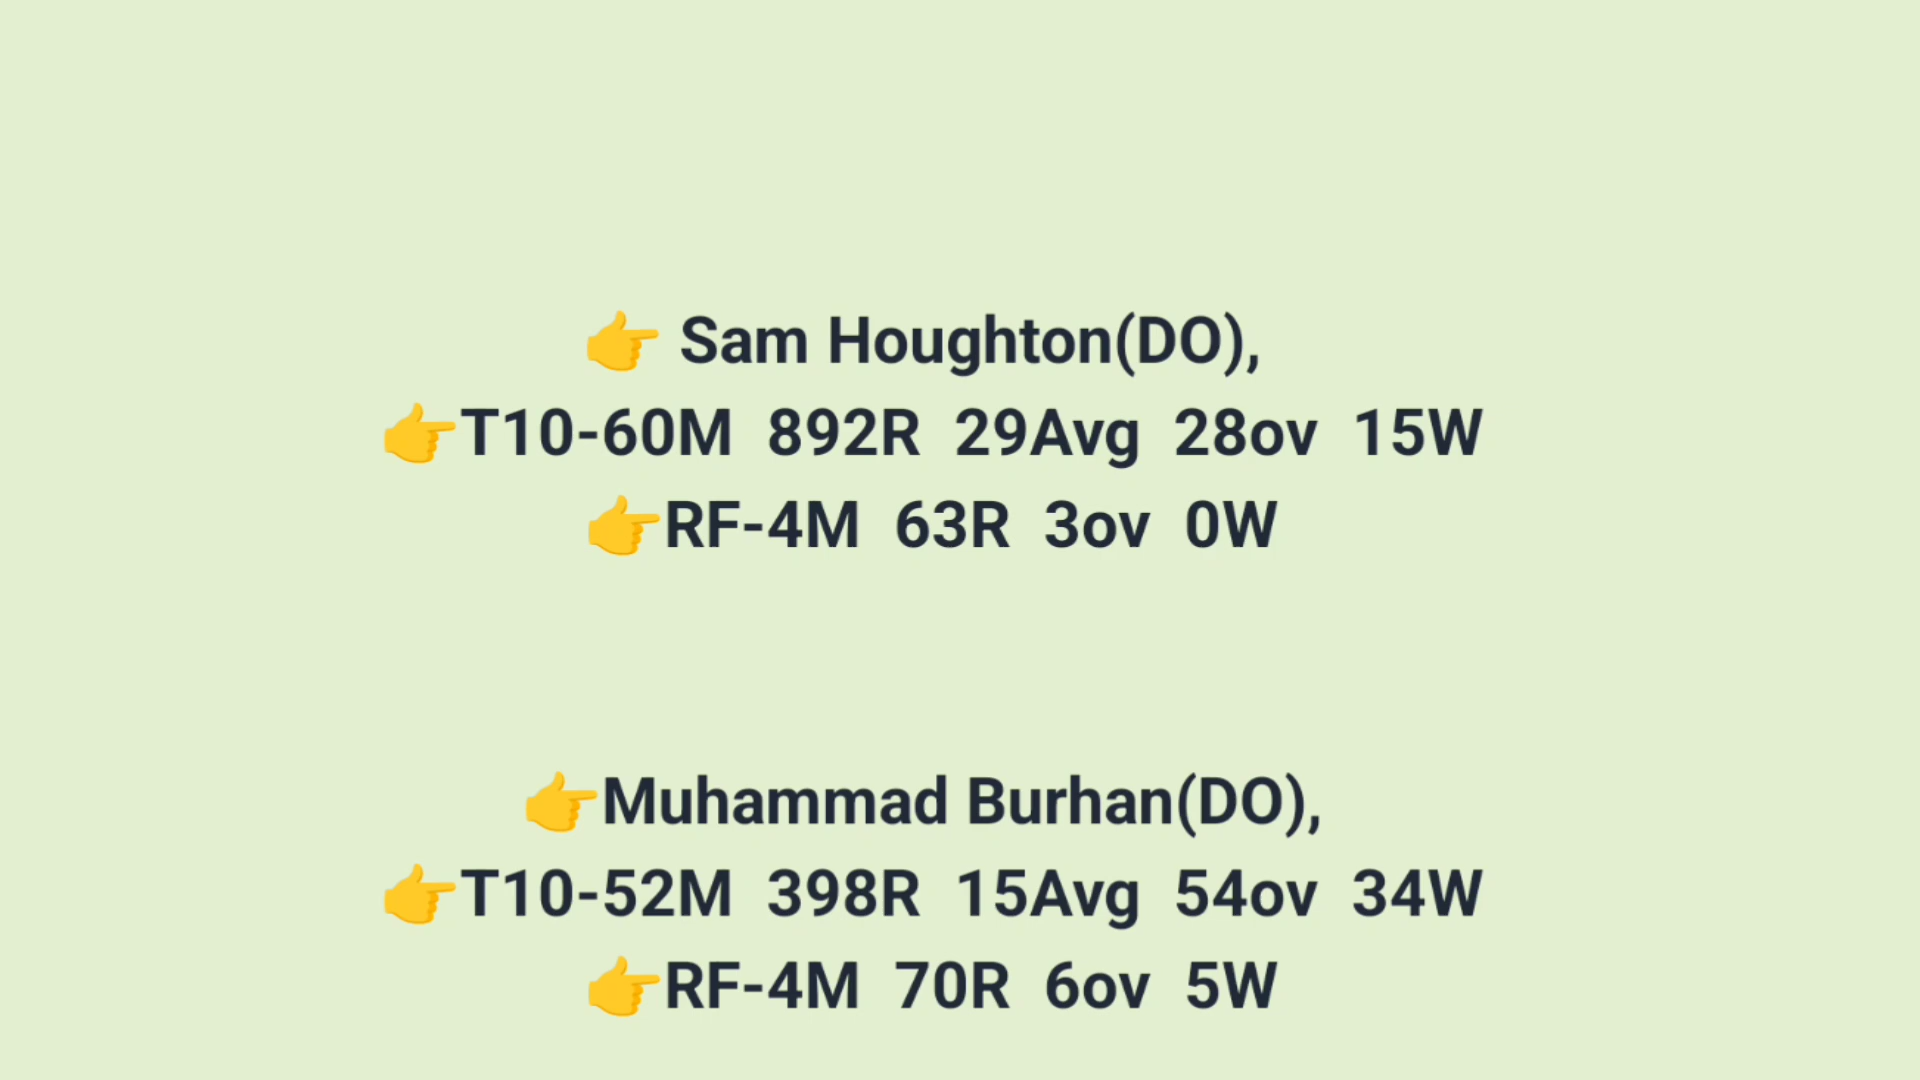 👉 Sam Houghton(DO),
👉T10-60M 892R 29Avg 28ov 15W
👉RF-4M 63R 3ov 0W
👉Muhammad Burhan(DO),
👉T10-52M 398R 15Avg 54ov 34W
👉RF-4M 70R 6ov 5W